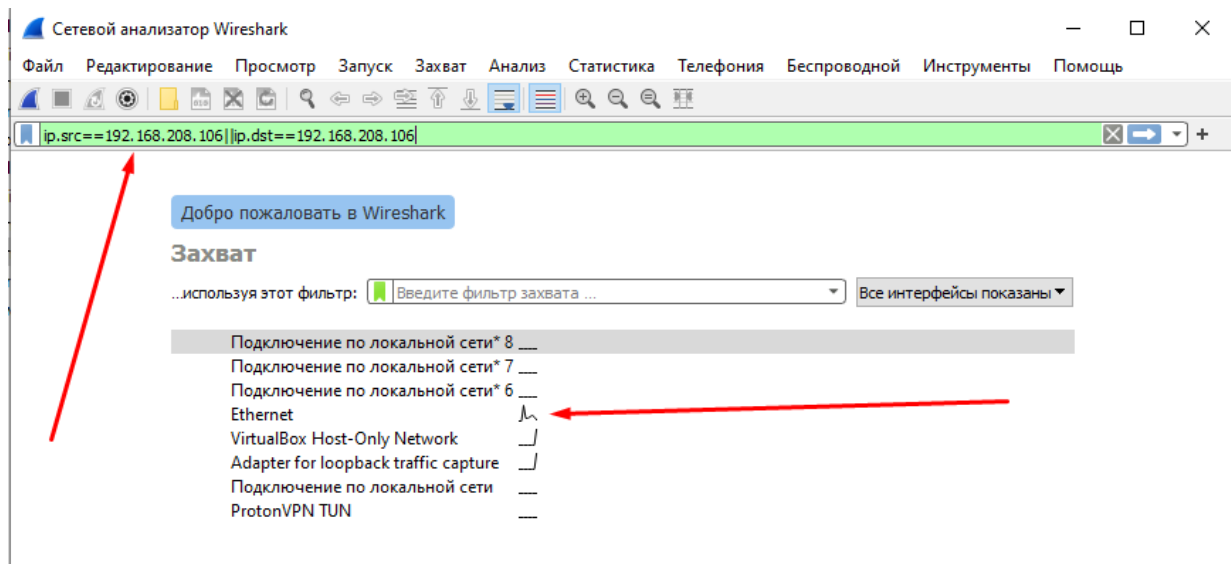 Сетевой анализатор Wireshark
Файл Редактирование Просмотр Запуск Захват Анализ Статистика Телефония Беспроводной Инструменты Помощь
ip.src==192.168.208.106||ip.dst==192.168.208.106
Добро пожаловать в Wireshark
Захват
...используя этот фильтр: Введите фильтр захвата ... Все интерфейсы показаны
Подключение по локальной сети* 8
Подключение по локальной сети* 7
Подключение по локальной сети* 6
Ethernet
VirtualBox Host-Only Network
Adapter for loopback traffic capture
Подключение по локальной сети
ProtonVPN TUN